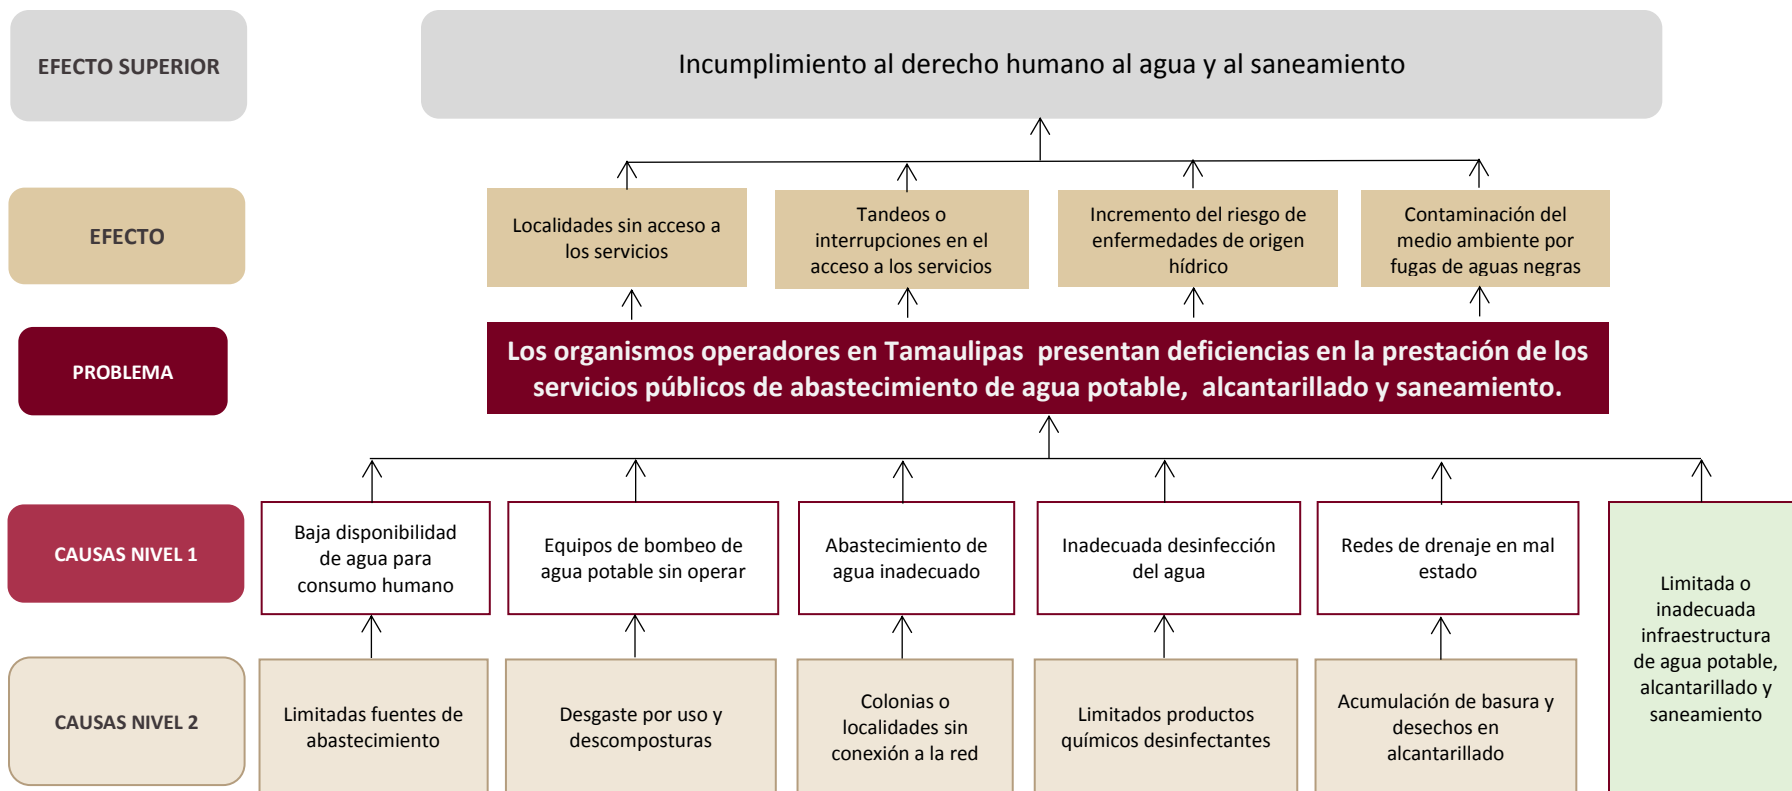 EFECTO SUPERIOR
Incumplimiento al derecho humano al agua y al saneamiento
EFECTO
Localidades sin acceso a
los servicios
Tandeos o
interrupciones en el
acceso a los servicios
Incremento del riesgo de
enfermedades de origen
hídrico
Contaminación del
medio ambiente por
fugas de aguas negras
PROBLEMA
Los organismos operadores en Tamaulipas presentan deficiencias en la prestación de los
servicios públicos de abastecimiento de agua potable, alcantarillado y saneamiento.
CAUSAS NIVEL 1
Baja disponibilidad
de agua para
consumo humano
Equipos de bombeo de
agua potable sin operar
Abastecimiento de
agua inadecuado
Inadecuada desinfección
del agua
Redes de drenaje en mal
estado
Limitada o
inadecuada
infraestructura
de agua potable,
alcantarillado y
saneamiento
CAUSAS NIVEL 2
Limitadas fuentes de
abastecimiento
Desgaste por uso y
descomposturas
Colonias o
localidades sin
conexión a la red
Limitados productos
químicos desinfectantes
Acumulación de basura y
desechos en
alcantarillado